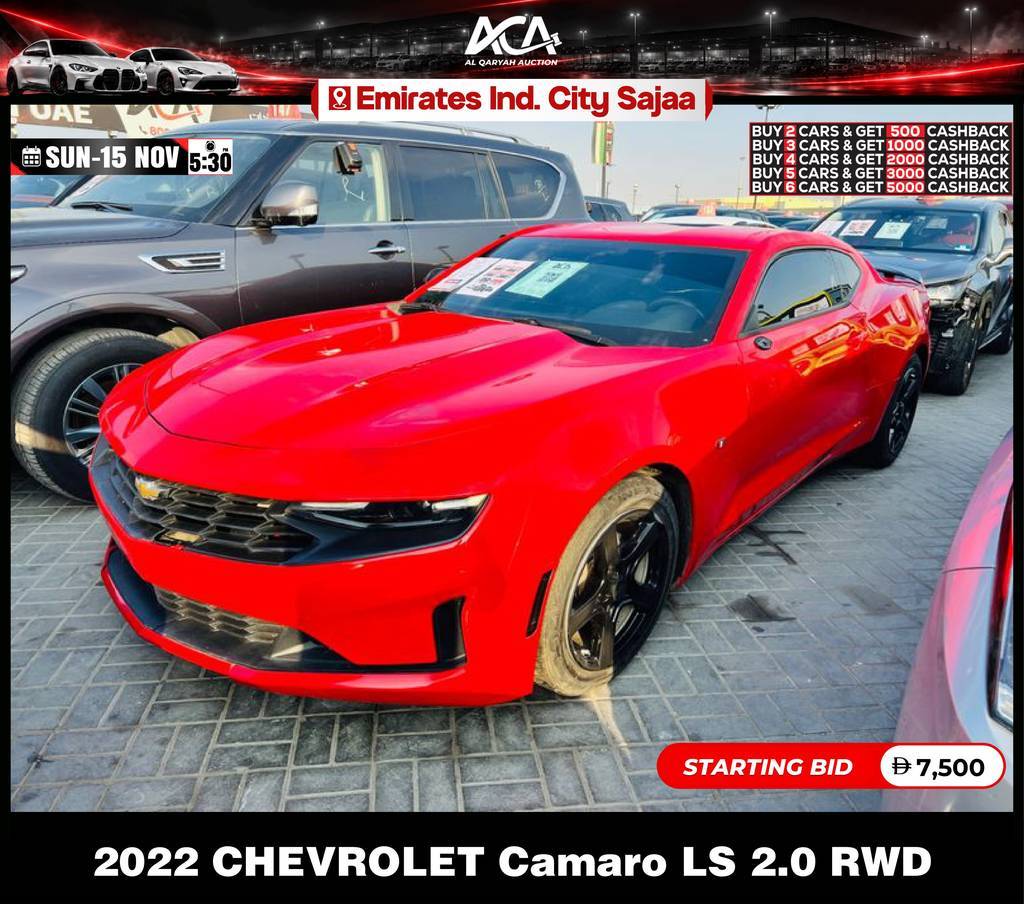 ACA
AL QARYAH AUCTION
Emirates Ind. City Sajaa
UAE
SUN-15 NOV 5:30 PM
BUY 2 CARS & GET 500 CASHBACK
BUY 3 CARS & GET 1000 CASHBACK
BUY 4 CARS & GET 2000 CASHBACK
BUY 5 CARS & GET 3000 CASHBACK
BUY 6 CARS & GET 5000 CASHBACK
ACA
STARTING BID 7,500
2022 CHEVROLET Camaro LS 2.0 RWD